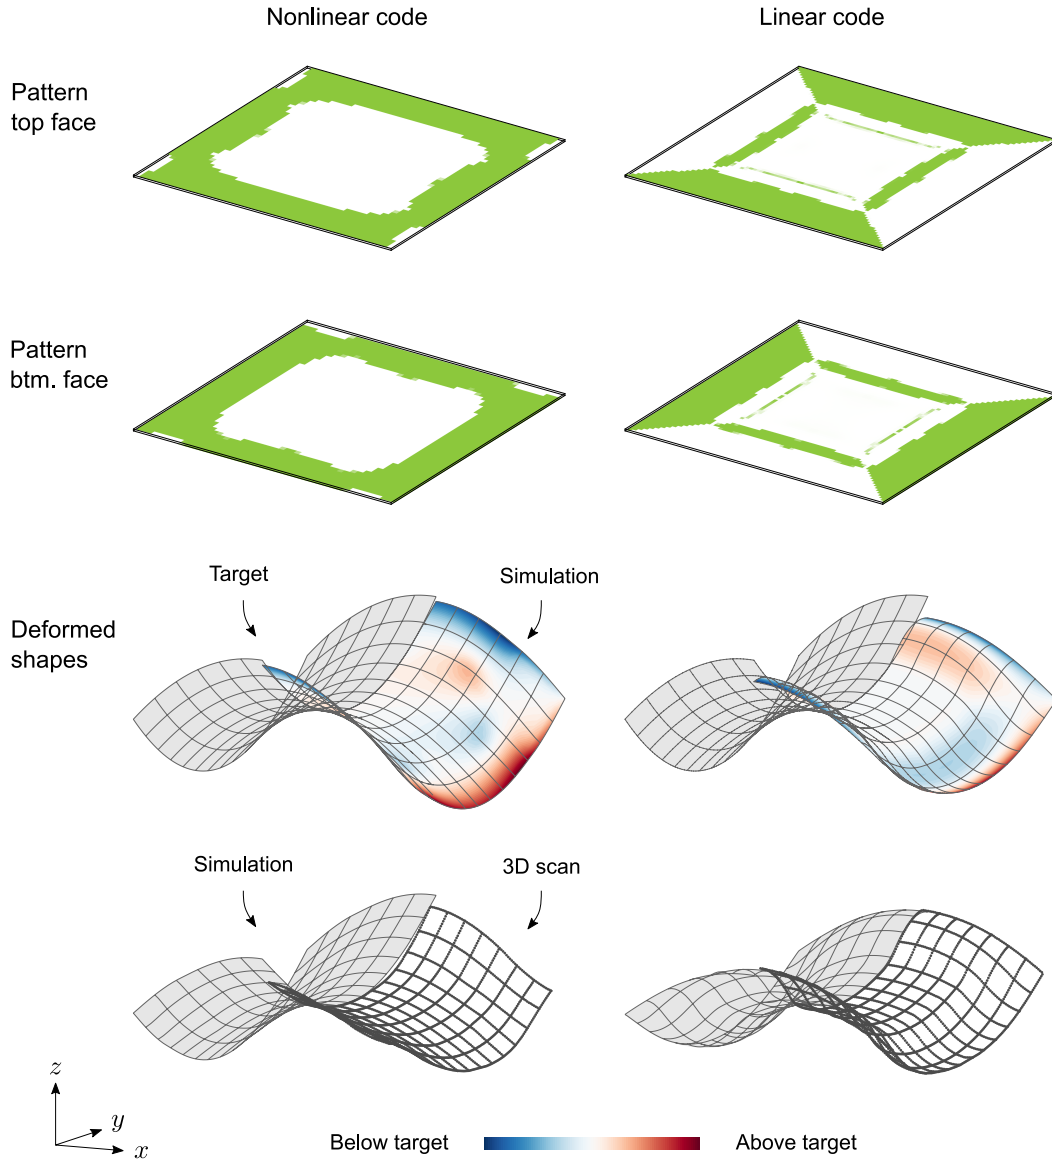 Nonlinear code
Linear code
Pattern
top face
Pattern
btm. face
Target
Simulation
Deformed
shapes
Simulation
3D scan
z
y
x
Below target
Above target